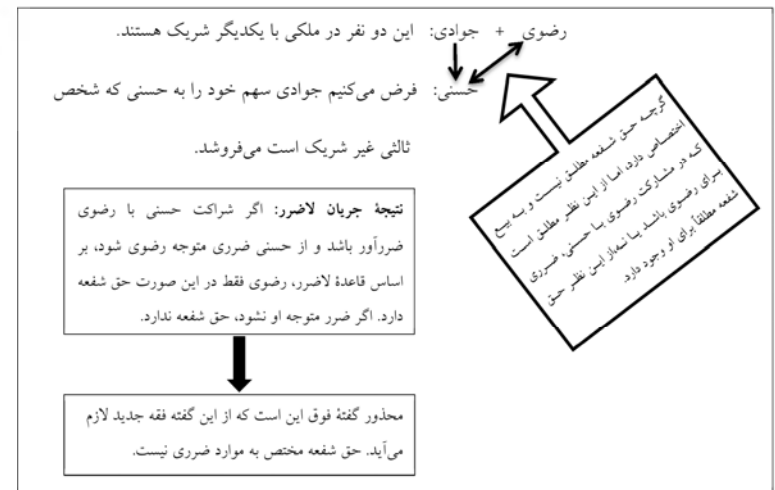 رضوی + جوادی: این دو نفر در ملکی با یکدیگر شریک هستند.
حسنی: فرض می‌کنیم جوادی سهم خود را به حسنی که شخص
ثالثی غیر شریک است می‌فروشد.
گرچه حق شفعه مطلق نیست و به بیع
اختصاص دارد، اما از این نظر مطلق است
که در مشارکت رضوی با حسنی، ضرری
برای رضوی باشد یا نه،از این نظر حق
شفعه مطلقاً برای او وجود دارد.
نتیجهٔ جریان لاضرر: اگر شراکت حسنی با رضوی
ضررآور باشد و از حسنی ضرری متوجه رضوی شود، بر
اساس قاعدهٔ لاضرر، رضوی فقط در این صورت حق شفعه
دارد. اگر ضرر متوجه او نشود، حق شفعه ندارد.
محذور گفتهٔ فوق این است که از این گفته فقه جدید لازم
می‌آید. حق شفعه مختص به موارد ضرری نیست.